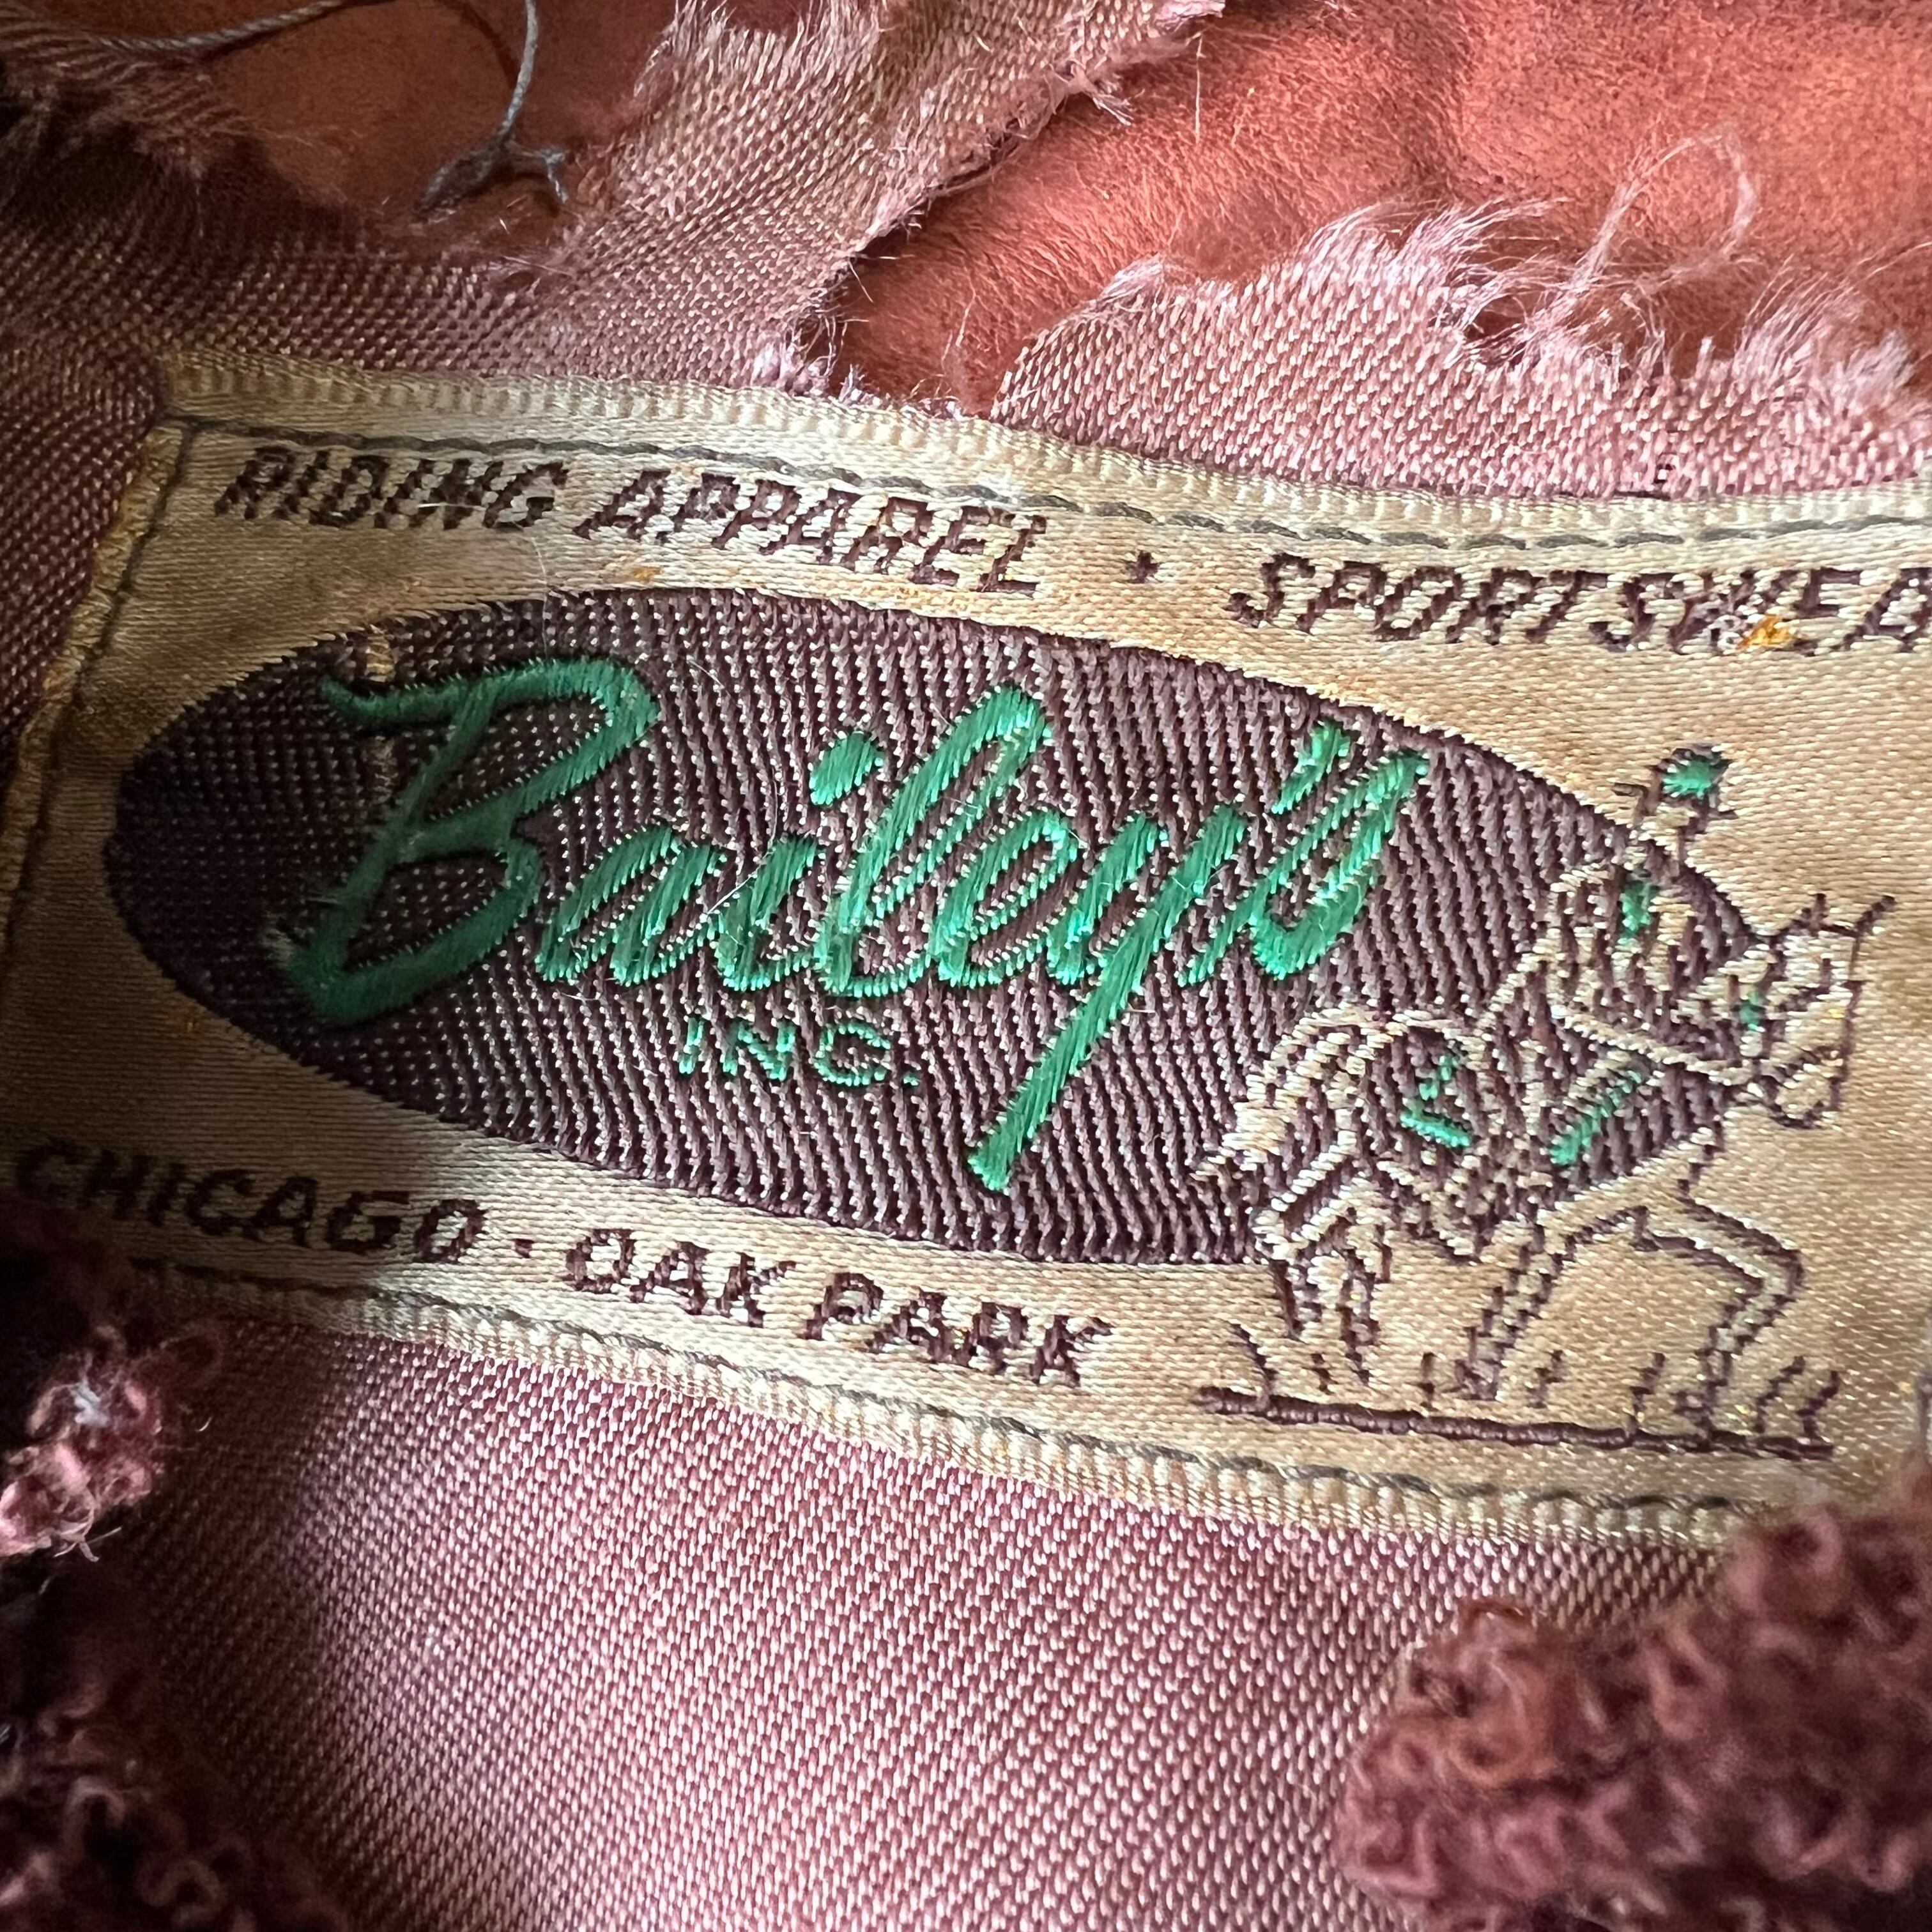 RIDING APPAREL · SPORTSWEA
Bailey's
INC.
CHICAGO - OAK PARK